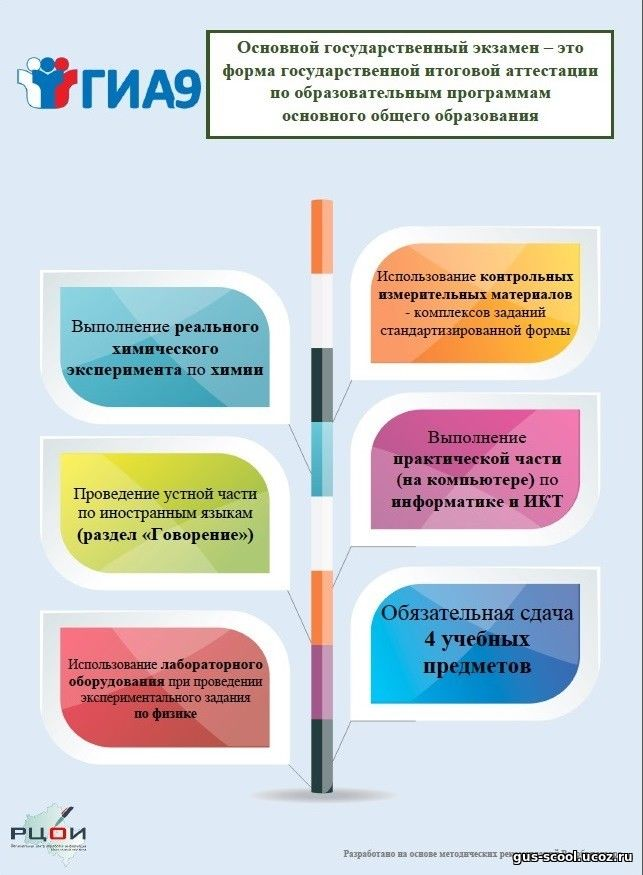 ГИА9
Основной государственный экзамен – это
форма государственной итоговой аттестации
по образовательным программам
основного общего образования
Использование контрольных
измерительных материалов
- комплексов заданий
стандартизированной формы
Выполнение реального
химического
эксперимента по химии
Выполнение
практической части
(на компьютере) по
информатике и ИКТ
Проведение устной части
по иностранным языкам
(раздел «Говорение»)
Обязательная сдача
4 учебных
предметов
Использование лабораторного
оборудования при проведении
экспериментального задания
по физике
РЦОИ
Разработано на основе методических
gus-scool.ucoz.ru